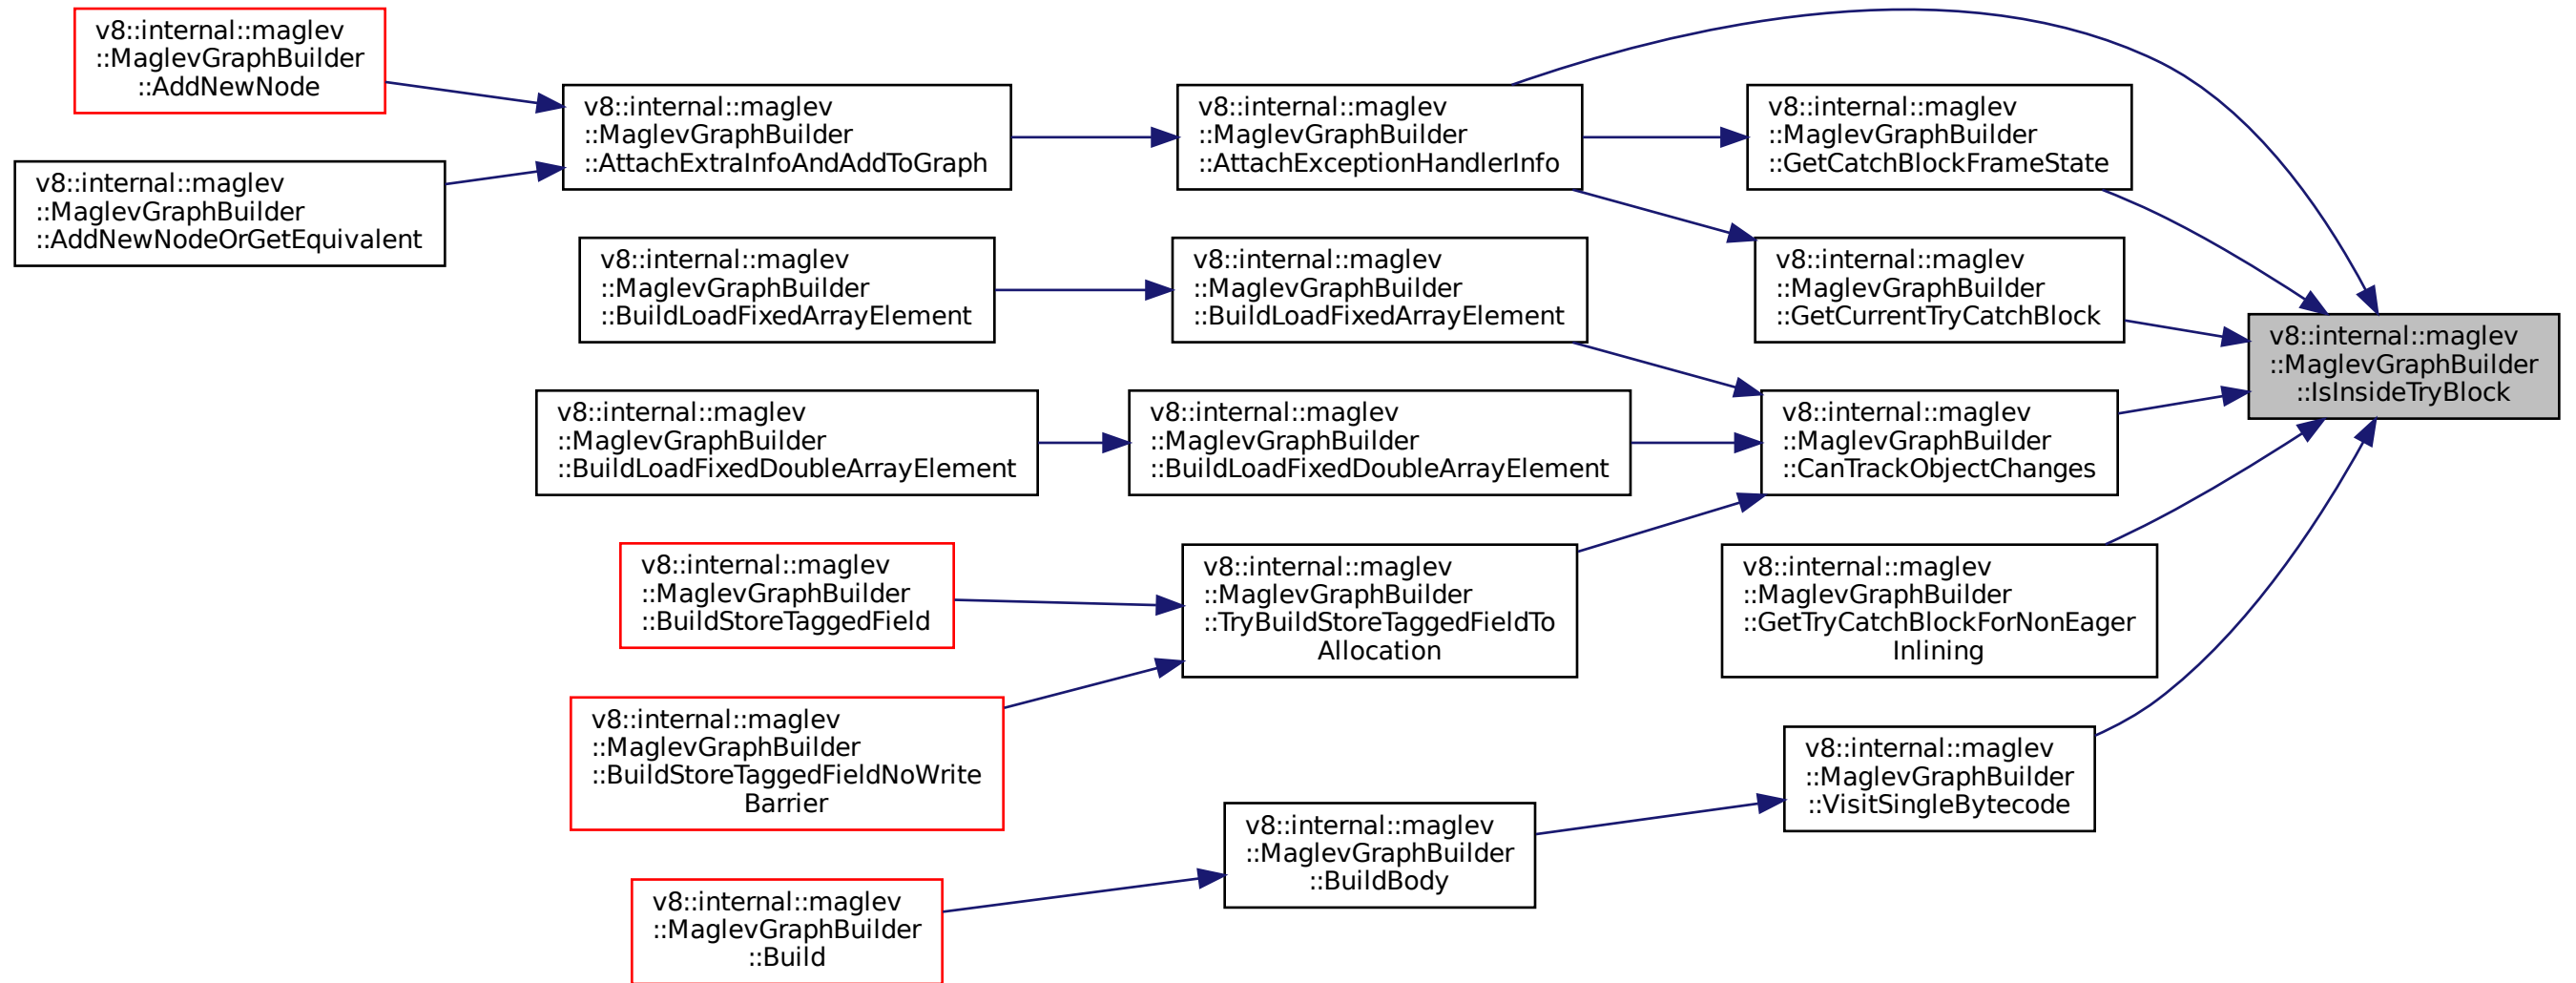 v8::internal::maglev
::MaglevGraphBuilder
::AddNewNode
v8::internal::maglev
::MaglevGraphBuilder
::AddNewNodeOrGetEquivalent
v8::internal::maglev
::MaglevGraphBuilder
::AttachExtraInfoAndAddToGraph
v8::internal::maglev
::MaglevGraphBuilder
::AttachExceptionHandlerInfo
v8::internal::maglev
::MaglevGraphBuilder
::GetCatchBlockFrameState
v8::internal::maglev
::MaglevGraphBuilder
::BuildLoadFixedArrayElement
v8::internal::maglev
::MaglevGraphBuilder
::BuildLoadFixedArrayElement
v8::internal::maglev
::MaglevGraphBuilder
::GetCurrentTryCatchBlock
v8::internal::maglev
::MaglevGraphBuilder
::IsInsideTryBlock
v8::internal::maglev
::MaglevGraphBuilder
::BuildLoadFixedDoubleArrayElement
v8::internal::maglev
::MaglevGraphBuilder
::BuildLoadFixedDoubleArrayElement
v8::internal::maglev
::MaglevGraphBuilder
::CanTrackObjectChanges
v8::internal::maglev
::MaglevGraphBuilder
::BuildStoreTaggedField
v8::internal::maglev
::MaglevGraphBuilder
::TryBuildStoreTaggedFieldTo
Allocation
v8::internal::maglev
::MaglevGraphBuilder
::GetTryCatchBlockForNonEager
Inlining
v8::internal::maglev
::MaglevGraphBuilder
::BuildStoreTaggedFieldNoWrite
Barrier
v8::internal::maglev
::MaglevGraphBuilder
::VisitSingleBytecode
v8::internal::maglev
::MaglevGraphBuilder
::BuildBody
v8::internal::maglev
::MaglevGraphBuilder
::Build